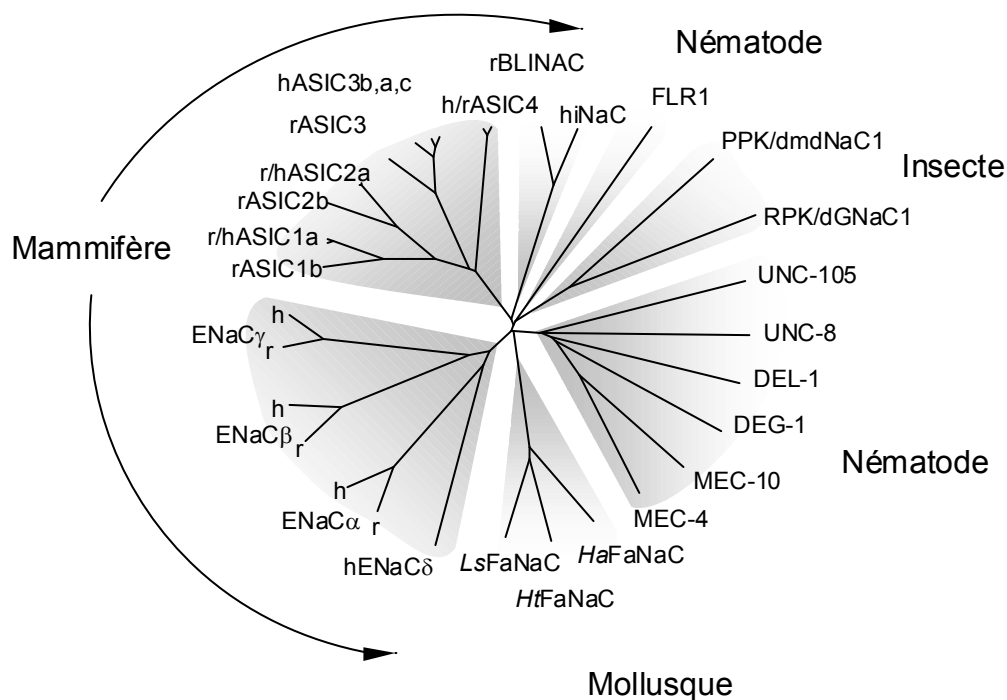 Nématode
rBLINAC
hASIC3b,a,c
FLR1
h/rASIC4
hiNaC
rASIC3
PPK/dmdNaC1
Insecte
r/hASIC2a
rASIC2b
RPK/dGNaC1
r/hASIC1a
Mammifère
rASIC1b
UNC-105
h
ENaCγ r
UNC-8
DEL-1
h
ENaCβ r
DEG-1
Nématode
MEC-10
h
ENaCα r
MEC-4
hENaCδ
LsFaNaC
HaFaNaC
HtFaNaC
Mollusque